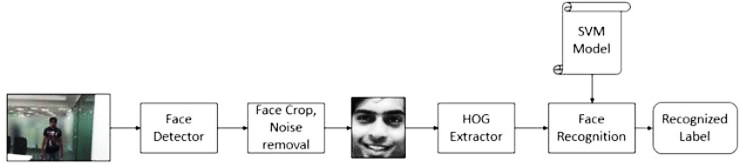 SVM
Model
Face
Detector
Face Crop,
Noise
removal
HOG
Extractor
Face
Recognition
Recognized
Label